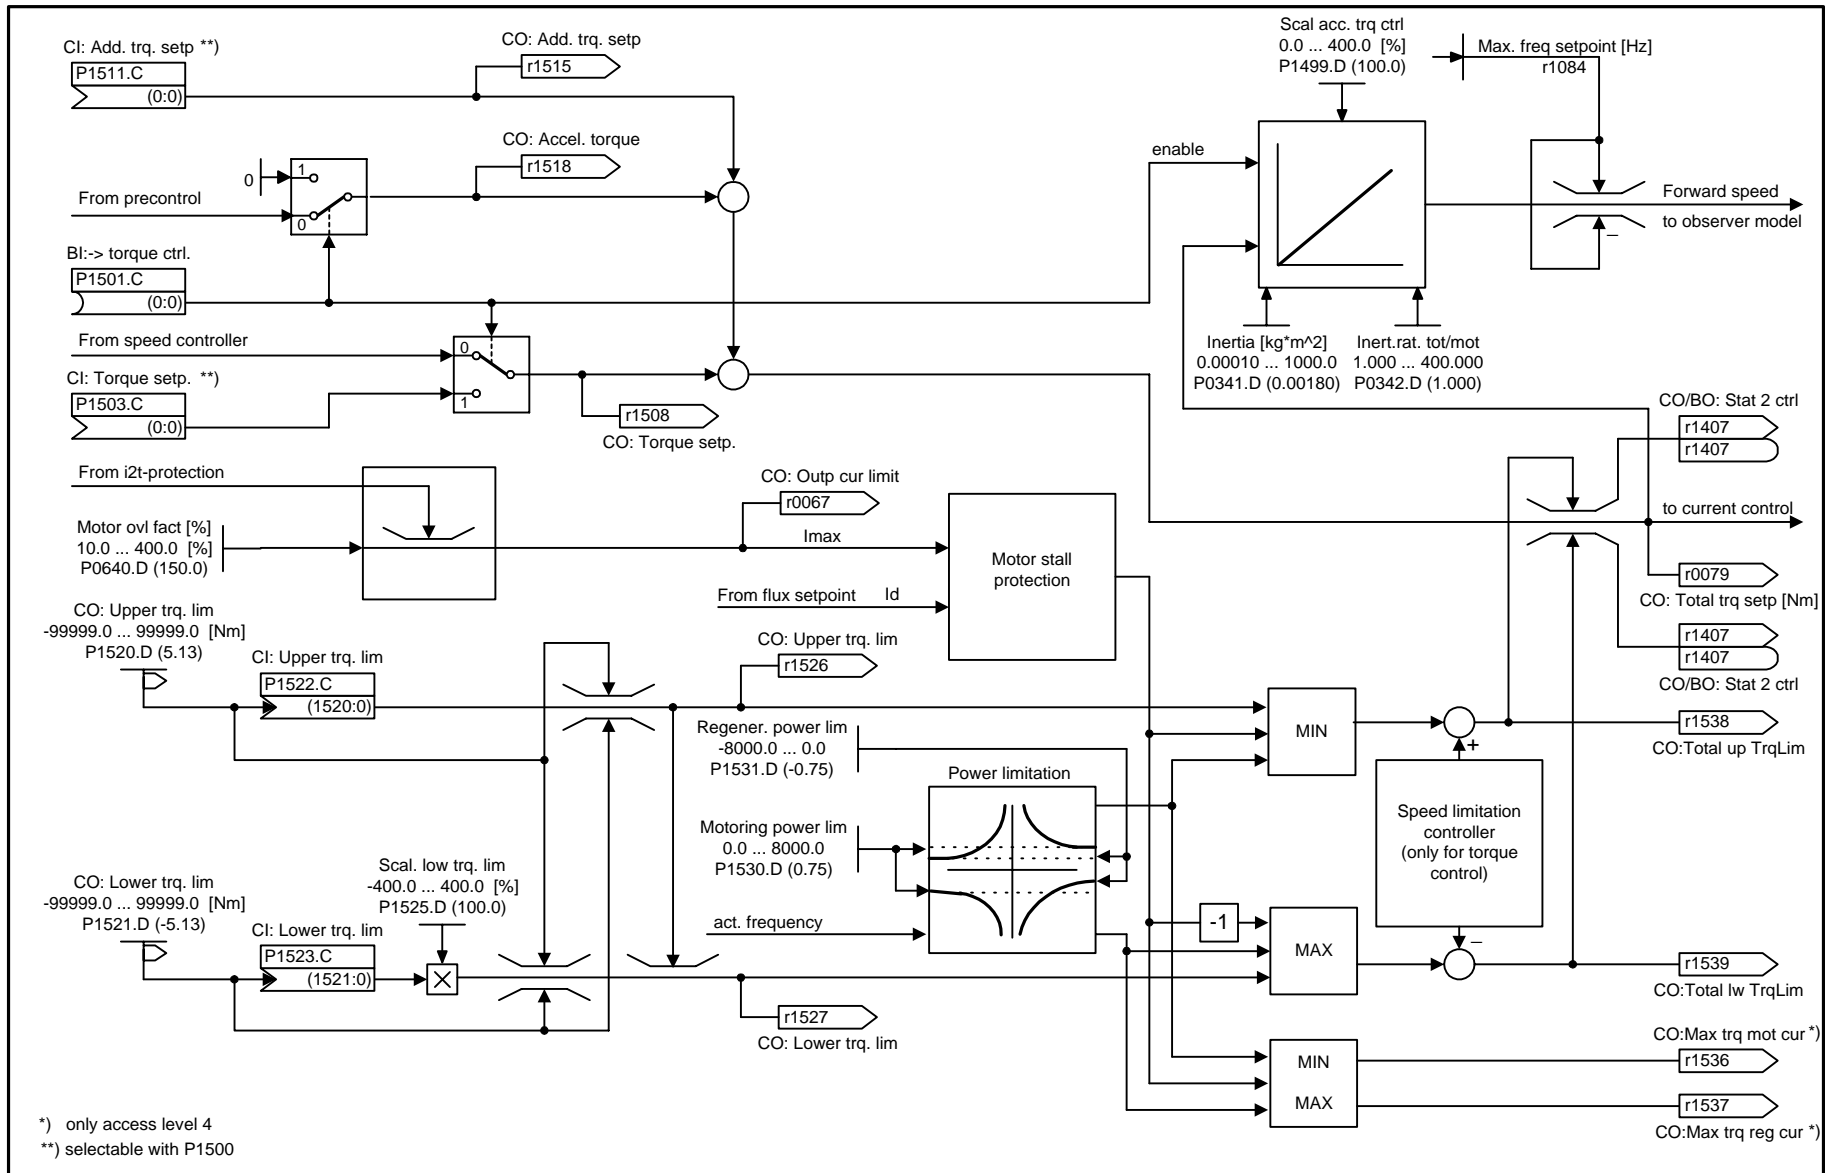 CI: Add. trq. setp **)
P1511.C
(0:0)
CO: Add. trq. setp
r1515
CO: Accel. torque
r1518
0
1
0
From precontrol
BI:-> torque ctrl.
P1501.C
(0:0)
From speed controller
0
1
CI: Torque setp. **)
P1503.C
(0:0)
r1508
CO: Torque setp.
Scal acc. trq ctrl
0.0 ... 400.0 [%]
P1499.D (100.0)
Max. freq setpoint [Hz]
r1084
enable
–
Forward speed
to observer model
Inertia [kg*m^2]
0.00010 ... 1000.0
P0341.D (0.00180)
Inert.rat. tot/mot
1.000 ... 400.000
P0342.D (1.000)
CO/BO: Stat 2 ctrl
r1407
r1407
to current control
r0079
CO: Total trq setp [Nm]
r1407
r1407
CO/BO: Stat 2 ctrl
From i2t-protection
Motor ovl fact [%]
10.0 ... 400.0 [%]
P0640.D (150.0)
CO: Outp cur limit
r0067
Imax
Motor stall
protection
From flux setpoint Id
CO: Upper trq. lim
-99999.0 ... 99999.0 [Nm]
P1520.D (5.13)
CI: Upper trq. lim
P1522.C
(1520:0)
CO: Upper trq. lim
r1526
Regener. power lim
-8000.0 ... 0.0
P1531.D (-0.75)
Power limitation
Motoring power lim
0.0 ... 8000.0
P1530.D (0.75)
act. frequency
MIN
+
r1538
CO:Total up TrqLim
Speed limitation
controller
(only for torque
control)
–
CO: Lower trq. lim
-99999.0 ... 99999.0 [Nm]
P1521.D (-5.13)
CI: Lower trq. lim
P1523.C
(1521:0)
Scal. low trq. lim
-400.0 ... 400.0 [%]
P1525.D (100.0)
r1527
CO: Lower trq. lim
-1
MAX
r1539
CO:Total lw TrqLim
MIN
MAX
CO:Max trq mot cur *)
r1536
r1537
CO:Max trq reg cur *)
*) only access level 4
**) selectable with P1500